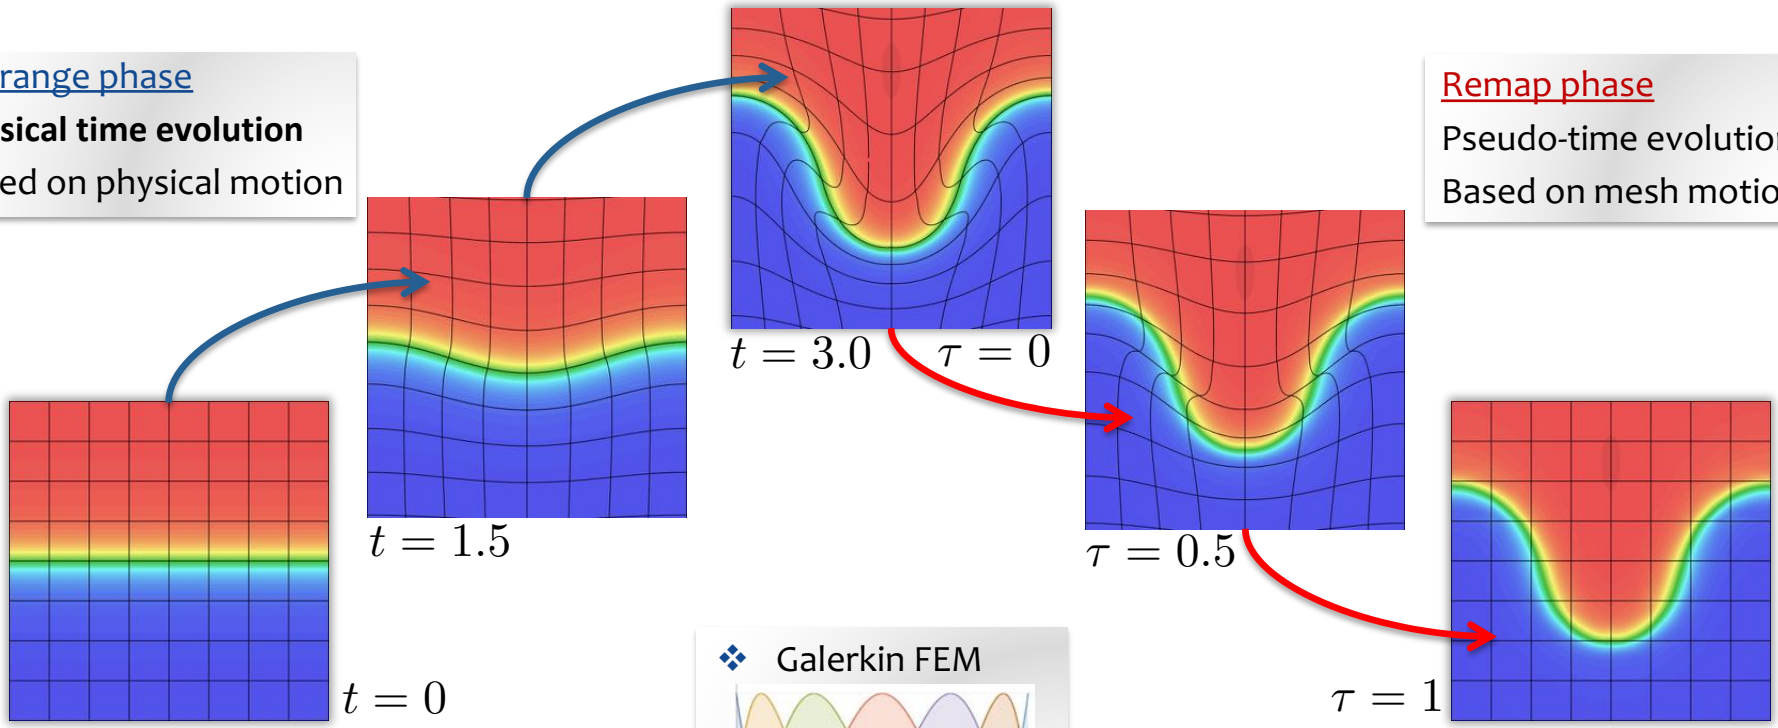 range phase
sical time evolution
ed on physical motion
Remap phase
Pseudo-time evolution
Based on mesh motio
t = 3.0
τ = 0
t = 1.5
τ = 0.5
❖ Galerkin FEM
t = 0
τ = 1